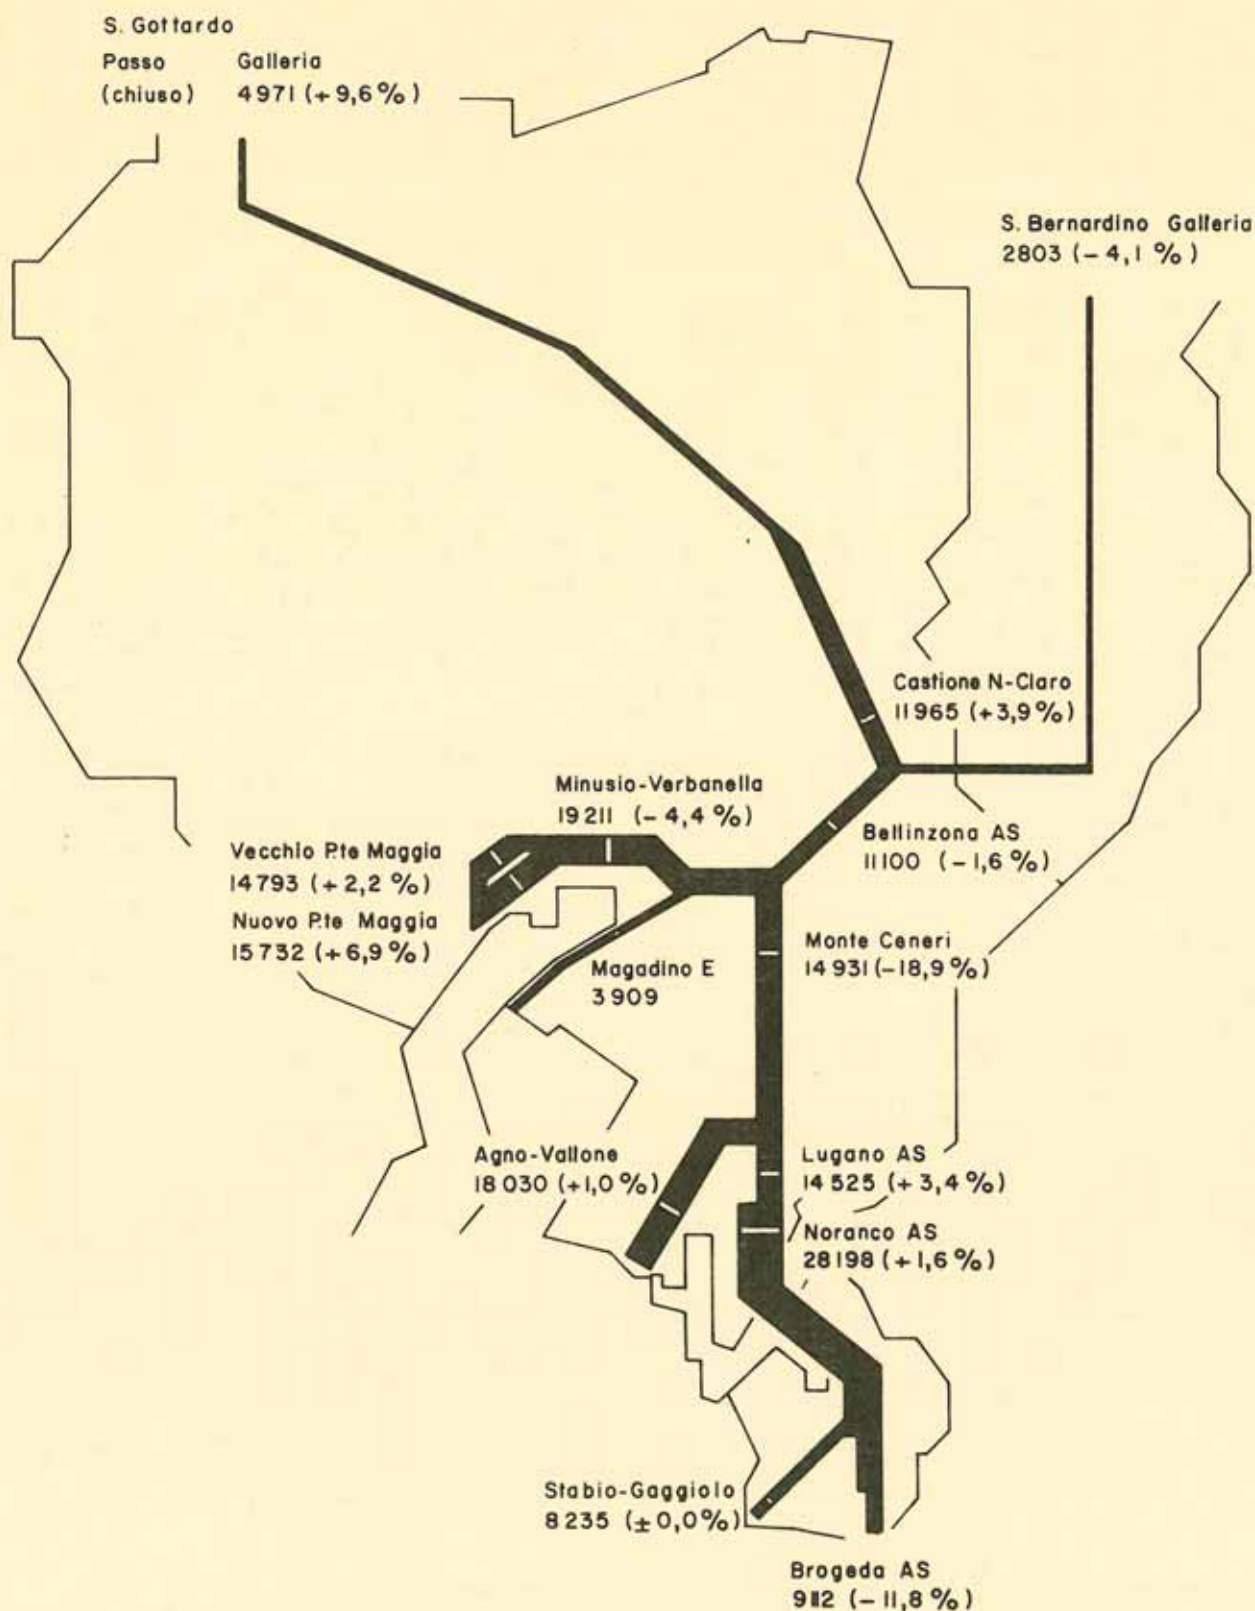 S. Gottardo
Passo Galleria
(chiuso) 4971 (+9,6%)
S. Bernardino Galleria
2803 (-4,1%)
Castione N-Claro
11965 (+3,9%)
Minusio-Verbanella
19211 (-4,4%)
Bellinzona AS
11100 (-1,6%)
Vecchio P.te Maggia
14793 (+2,2%)
Nuovo P.te Maggia
15732 (+6,9%)
Monte Ceneri
14931 (-18,9%)
Magadino E
3909
Agno-Vallone
18030 (+1,0%)
Lugano AS
14525 (+3,4%)
Noranco AS
28198 (+1,6%)
Stabio-Gaggiolo
8235 (±0,0%)
Brogeda AS
9112 (-11,8%)